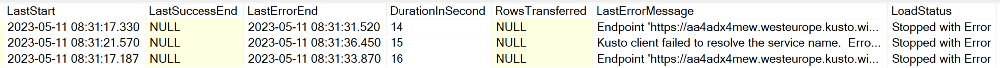 LastStart LastSuccessEnd LastErrorEnd DurationInSecond RowsTransferred LastErrorMessage LoadStatus
2023-05-11 08:31:17.330 NULL 2023-05-11 08:31:31.520 14 NULL Endpoint 'https://aa4adx4mew.westeurope.kusto.wi... Stopped with Error
2023-05-11 08:31:21.570 NULL 2023-05-11 08:31:36.450 15 NULL Kusto client failed to resolve the service name.  Erro... Stopped with Error
2023-05-11 08:31:17.187 NULL 2023-05-11 08:31:33.870 16 NULL Endpoint 'https://aa4adx4mew.westeurope.kusto.wi... Stopped with Error